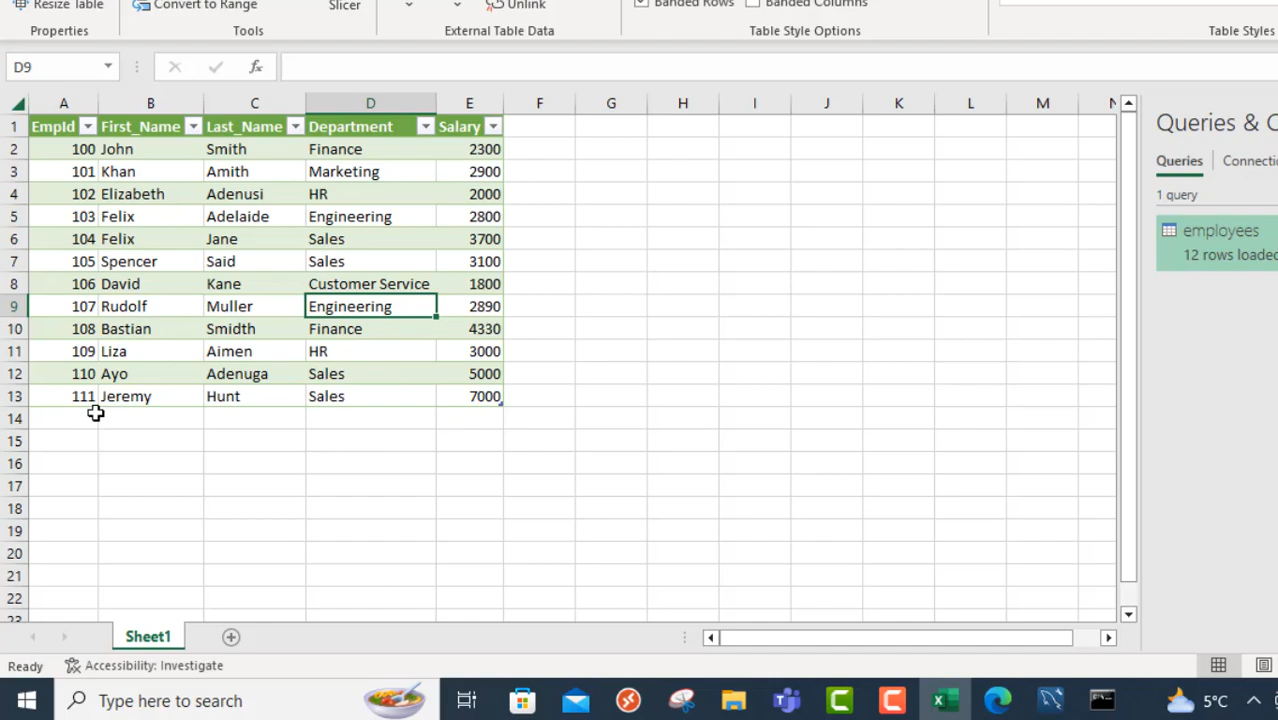 Resize Table
Convert to Range
Slicer
Unlink
Banded Rows
Banded Columns
Properties
Tools
External Table Data
Table Style Options
Table Styles
D9
fx
A B C D E F G H I J K L M N
Queries & C
Queries
Connectio
1 query
employees
12 rows loaded
1 EmpId First_Name Last_Name Department Salary
2 100 John Smith Finance 2300
3 101 Khan Amith Marketing 2900
4 102 Elizabeth Adenusi HR 2000
5 103 Felix Adelaide Engineering 2800
6 104 Felix Jane Sales 3700
7 105 Spencer Said Sales 3100
8 106 David Kane Customer Service 1800
9 107 Rudolf Muller Engineering 2890
10 108 Bastian Smidth Finance 4330
11 109 Liza Aimen HR 3000
12 110 Ayo Adenuga Sales 5000
13 111 Jeremy Hunt Sales 7000
14
15
16
17
18
19
20
21
22
23
Sheet1
Ready
Accessibility: Investigate
Type here to search
5°C